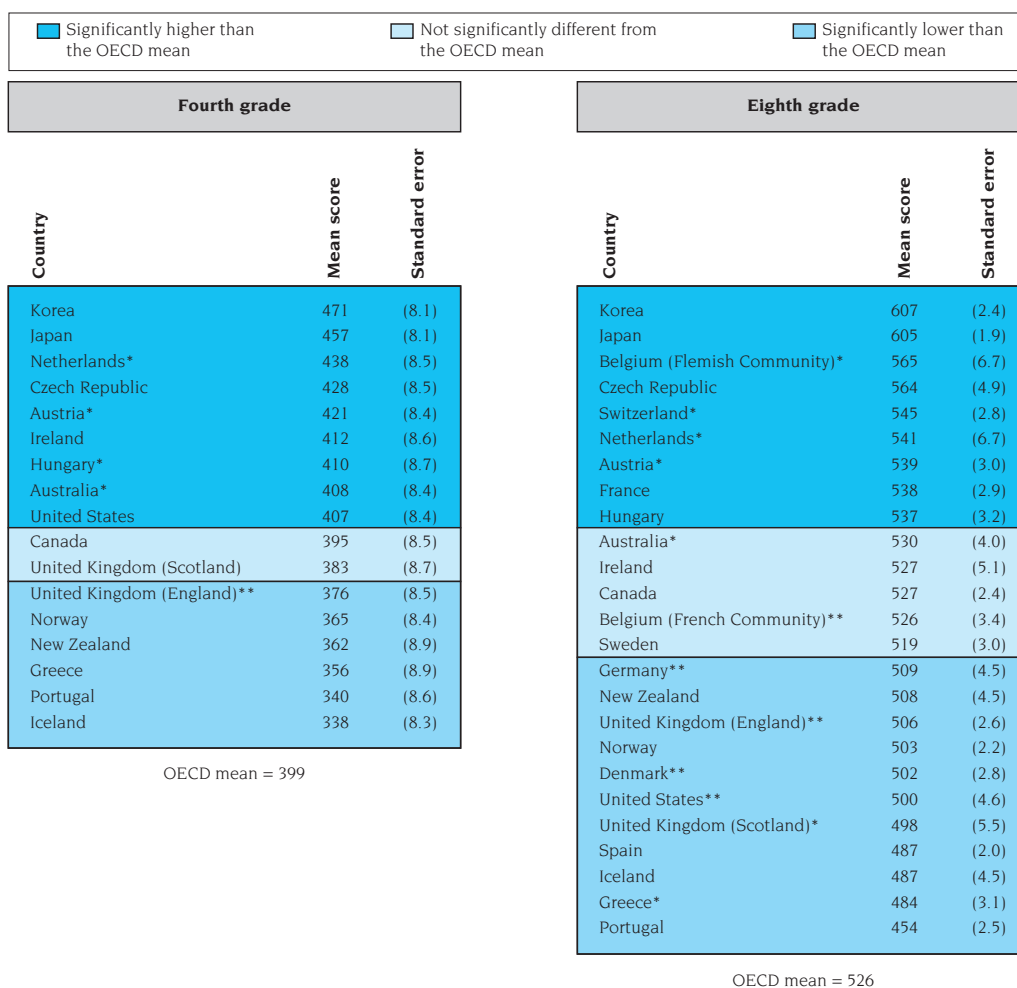 Significantly higher than
the OECD mean
Not significantly different from
the OECD mean
Significantly lower than
the OECD mean
Fourth grade
Country Mean score Standard error
Korea 471 (8.1)
Japan 457 (8.1)
Netherlands* 438 (8.5)
Czech Republic 428 (8.5)
Austria* 421 (8.4)
Ireland 412 (8.6)
Hungary* 410 (8.7)
Australia* 408 (8.4)
United States 407 (8.4)
Canada 395 (8.5)
United Kingdom (Scotland) 383 (8.7)
United Kingdom (England)** 376 (8.5)
Norway 365 (8.4)
New Zealand 362 (8.9)
Greece 356 (8.9)
Portugal 340 (8.6)
Iceland 338 (8.3)
OECD mean = 399
Eighth grade
Country Mean score Standard error
Korea 607 (2.4)
Japan 605 (1.9)
Belgium (Flemish Community)* 565 (6.7)
Czech Republic 564 (4.9)
Switzerland* 545 (2.8)
Netherlands* 541 (6.7)
Austria* 539 (3.0)
France 538 (2.9)
Hungary 537 (3.2)
Australia* 530 (4.0)
Ireland 527 (5.1)
Canada 527 (2.4)
Belgium (French Community)** 526 (3.4)
Sweden 519 (3.0)
Germany** 509 (4.5)
New Zealand 508 (4.5)
United Kingdom (England)** 506 (2.6)
Norway 503 (2.2)
Denmark** 502 (2.8)
United States** 500 (4.6)
United Kingdom (Scotland)* 498 (5.5)
Spain 487 (2.0)
Iceland 487 (4.5)
Greece* 484 (3.1)
Portugal 454 (2.5)
OECD mean = 526